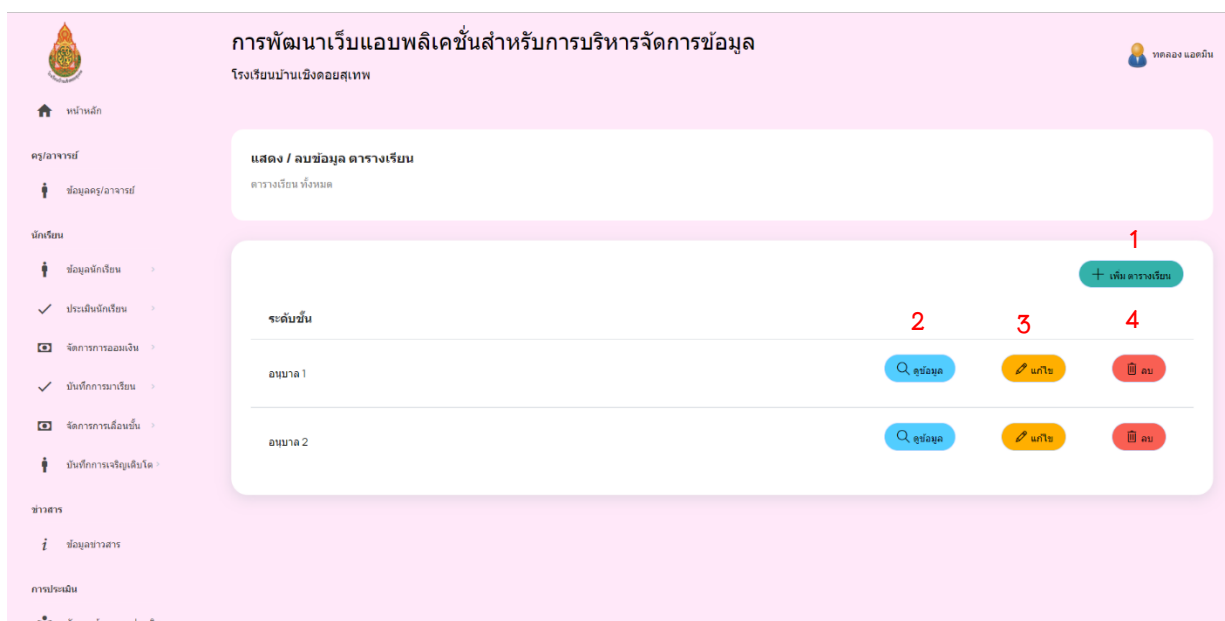 การพัฒนาเว็บแอบพลิเคชั่นสำหรับการบริหารจัดการข้อมูล
โรงเรียนบ้านเชิงดอยสุเทพ
ทดลอง แอดมิน
หน้าหลัก
ครู/อาจารย์
ข้อมูลครู/อาจารย์
นักเรียน
ข้อมูลนักเรียน
ประเมินนักเรียน
จัดการการออมเงิน
บันทึกการมาเรียน
จัดการการเลื่อนชั้น
บันทึกการเจริญเติบโต
ข่าวสาร
ข้อมูลข่าวสาร
การประเมิน
แสดง / ลบข้อมูล ตารางเรียน
ตารางเรียน ทั้งหมด
1
เพิ่ม ตารางเรียน
ระดับชั้น 2 3 4
อนุบาล 1 ดูข้อมูล แก้ไข ลบ
อนุบาล 2 ดูข้อมูล แก้ไข ลบ